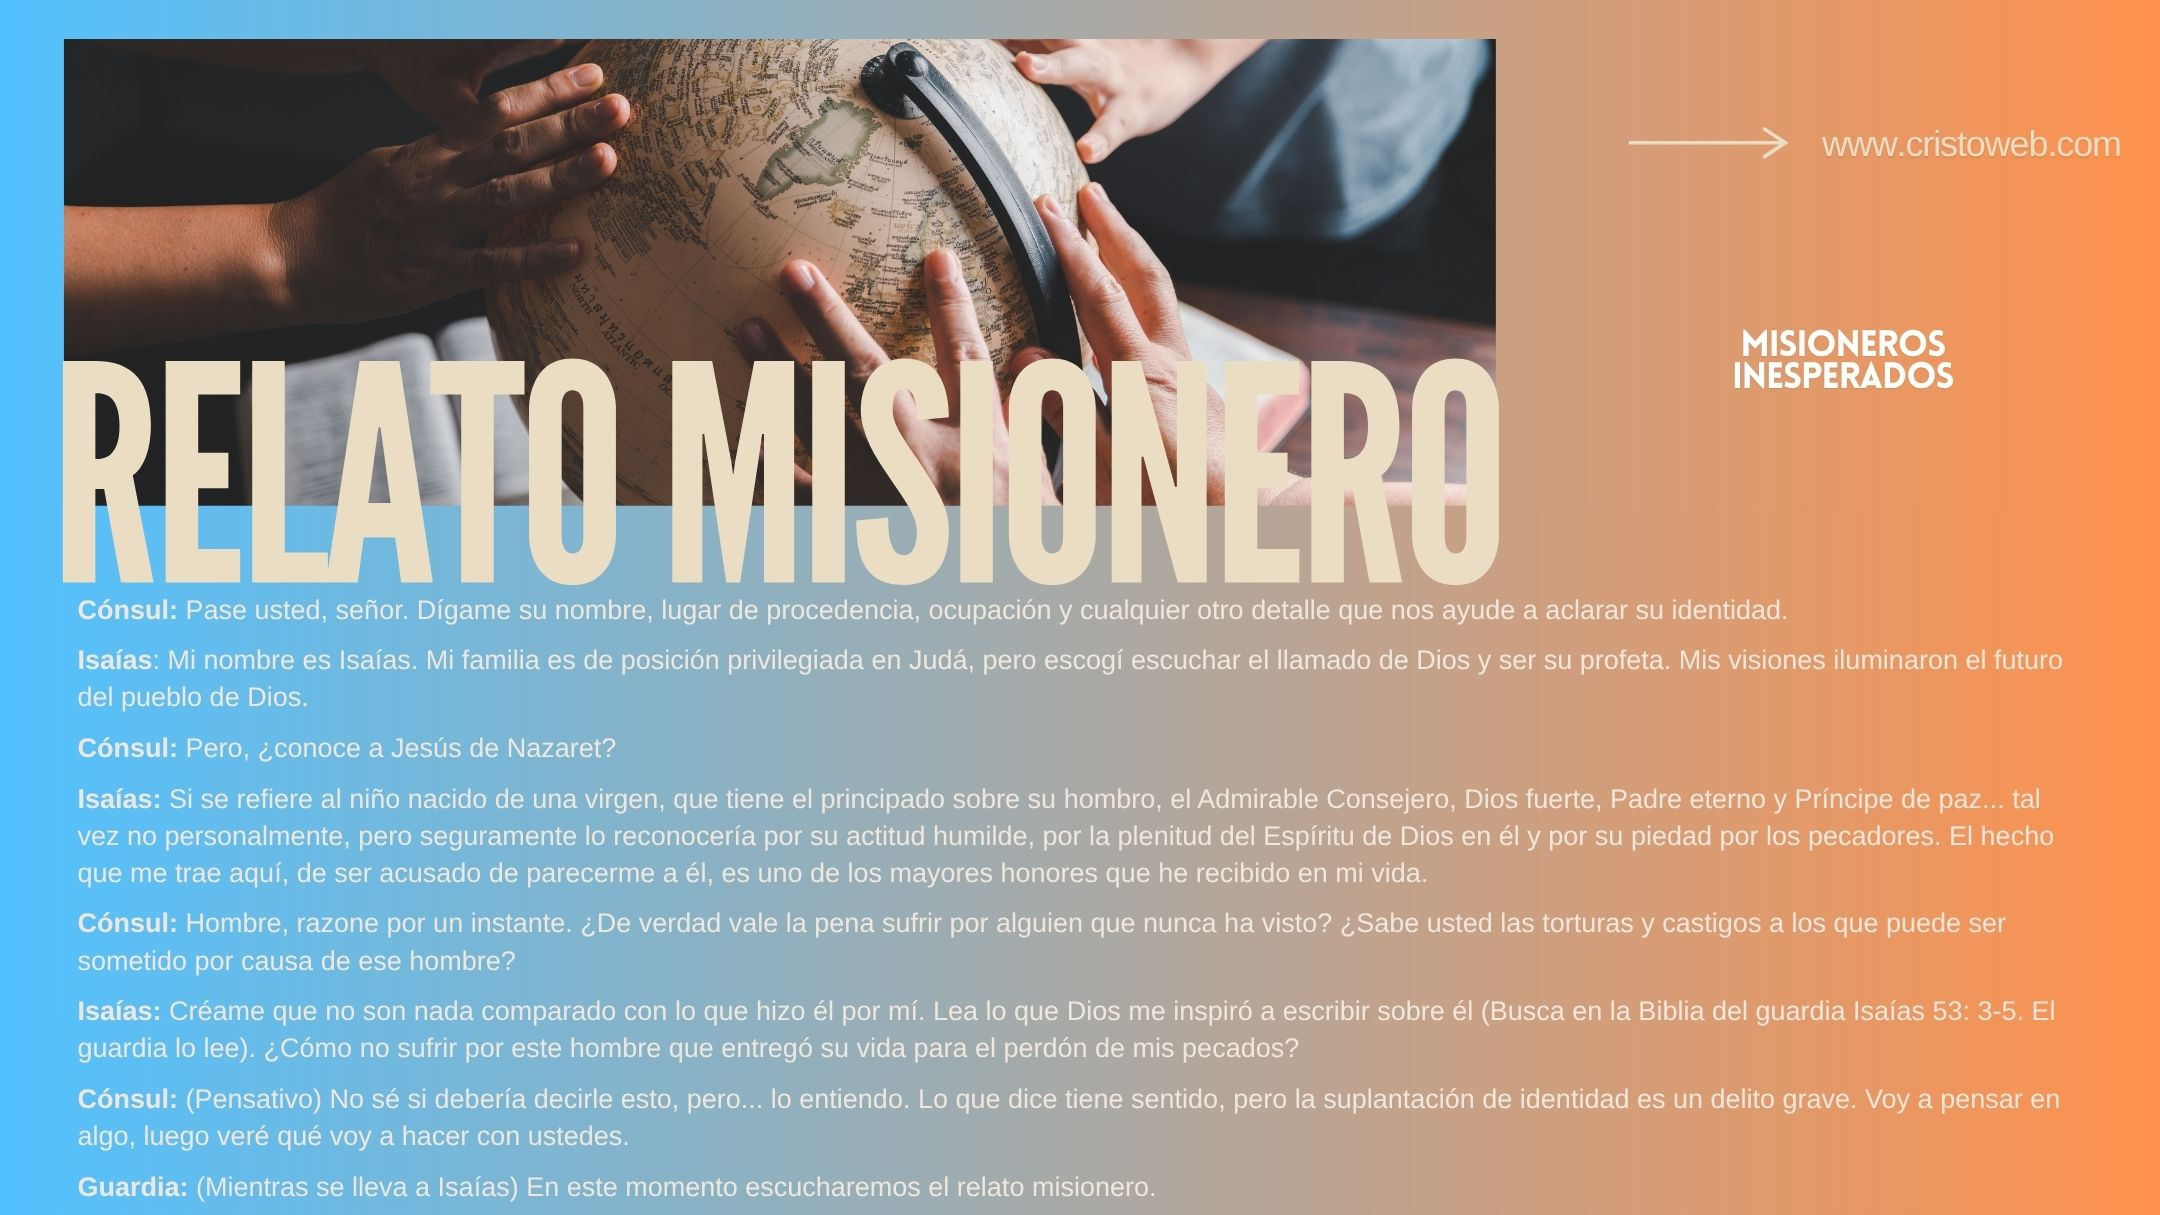 www.cristoweb.com
MISIONEROS
INESPERADOS
RELATO MISIONERO
Cónsul: Pase usted, señor. Dígame su nombre, lugar de procedencia, ocupación y cualquier otro detalle que nos ayude a aclarar su identidad.
Isaías: Mi nombre es Isaías. Mi familia es de posición privilegiada en Judá, pero escogí escuchar el llamado de Dios y ser su profeta. Mis visiones iluminaron el futuro
del pueblo de Dios.
Cónsul: Pero, ¿conoce a Jesús de Nazaret?
Isaías: Si se refiere al niño nacido de una virgen, que tiene el principado sobre su hombro, el Admirable Consejero, Dios fuerte, Padre eterno y Príncipe de paz... tal
vez no personalmente, pero seguramente lo reconocería por su actitud humilde, por la plenitud del Espíritu de Dios en él y por su piedad por los pecadores. El hecho
que me trae aquí, de ser acusado de parecerme a él, es uno de los mayores honores que he recibido en mi vida.
Cónsul: Hombre, razone por un instante. ¿De verdad vale la pena sufrir por alguien que nunca ha visto? ¿Sabe usted las torturas y castigos a los que puede ser
sometido por causa de ese hombre?
Isaías: Créame que no son nada comparado con lo que hizo él por mí. Lea lo que Dios me inspiró a escribir sobre él (Busca en la Biblia del guardia Isaías 53: 3-5. El
guardia lo lee). ¿Cómo no sufrir por este hombre que entregó su vida para el perdón de mis pecados?
Cónsul: (Pensativo) No sé si debería decirle esto, pero... lo entiendo. Lo que dice tiene sentido, pero la suplantación de identidad es un delito grave. Voy a pensar en
algo, luego veré qué voy a hacer con ustedes.
Guardia: (Mientras se lleva a Isaías) En este momento escucharemos el relato misionero.